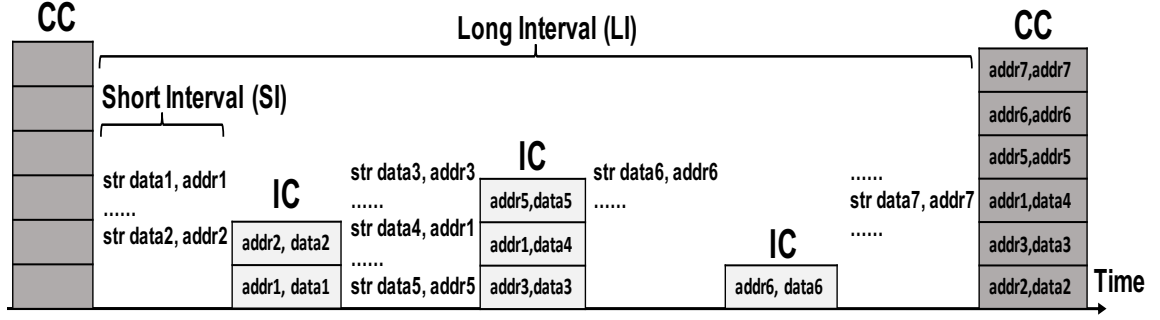 CC
Long Interval (LI)
CC
Short Interval (SI)
str data1, addr1
......
str data2, addr2
IC
addr2, data2
addr1, data1
str data3, addr3
......
str data4, addr1
......
str data5, addr5
IC
addr5,data5
addr1,data4
addr3,data3
str data6, addr6
......
IC
addr6, data6
......
str data7, addr7
......
addr7,addr7
addr6,addr6
addr5,addr5
addr1,data4
addr3,data3
addr2,data2
Time